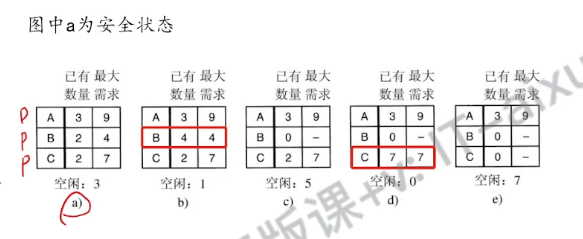 图中a为安全状态
已有 最大 已有 最大 已有 最大 已有 最大 已有 最大
数量 需求 数量 需求 数量 需求 数量 需求 数量 需求
P A 3 9 A 3 9 A 3 9 A 3 9 A 3 9
P B 2 4 B 4 4 B 0 – B 0 – B 0 –
P C 2 7 C 2 7 C 2 7 C 7 7 C 0 –
空闲：3 空闲：1 空闲：5 空闲：0 空闲：7
a) b) c) d) e)
版课+v: IT-aixu